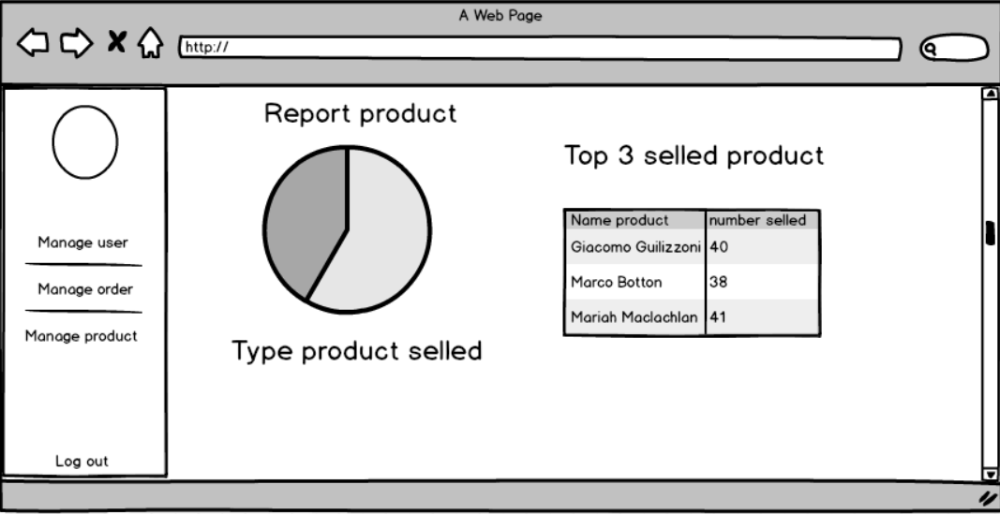 A Web Page
http://
Manage user
Manage order
Manage product
Log out
Report product
Type product selled
Top 3 selled product
Name product number selled
Giacomo Guilizzoni 40
Marco Botton 38
Mariah Maclachlan 41